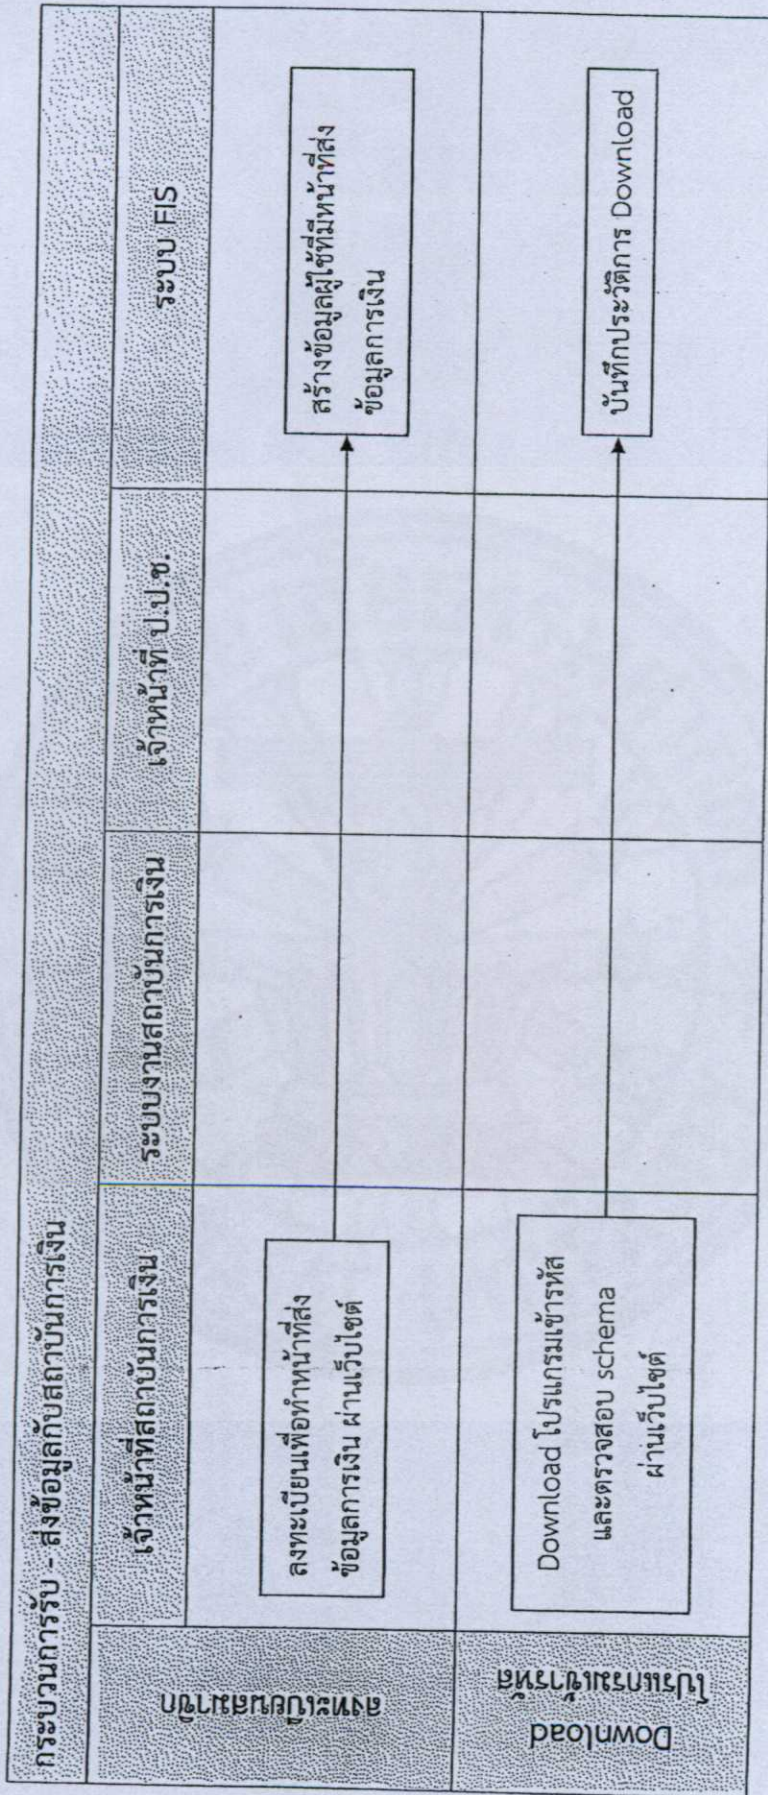 กระบวนการรับ - ส่งข้อมูลกับสถาบันการเงิน
เจ้าหน้าที่สถาบันการเงิน
ระบบงานสถาบันการเงิน
เจ้าหน้าที่ ป.ป.ช.
ระบบ FIS
ลงทะเบียนสมาชิก
ลงทะเบียนเพื่อทำหน้าที่ส่ง
ข้อมูลการเงิน ผ่านเว็บไซต์
สร้างข้อมูลผู้ใช้ที่มีหน้าที่ส่ง
ข้อมูลการเงิน
Download
โปรแกรมเข้ารหัส
Download โปรแกรมเข้ารหัส
และตรวจสอบ schema
ผ่านเว็บไซต์
บันทึกประวัติการ Download